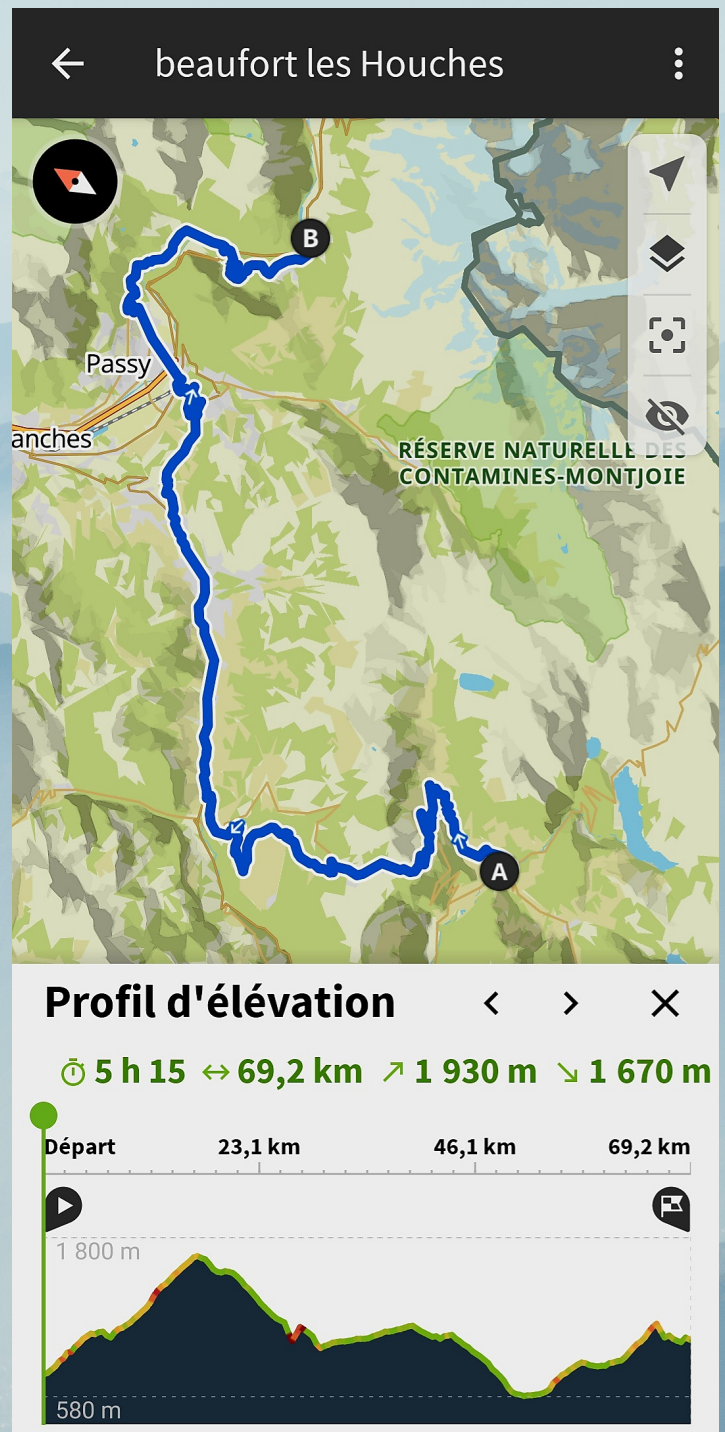 beaufort les Houches
B
Passy
anches
RÉSERVE NATURELLE DES
CONTAMINES-MONTJOIE
A
Profil d'élévation
5 h 15 69,2 km 1 930 m 1 670 m
Départ 23,1 km 46,1 km 69,2 km
1 800 m
580 m